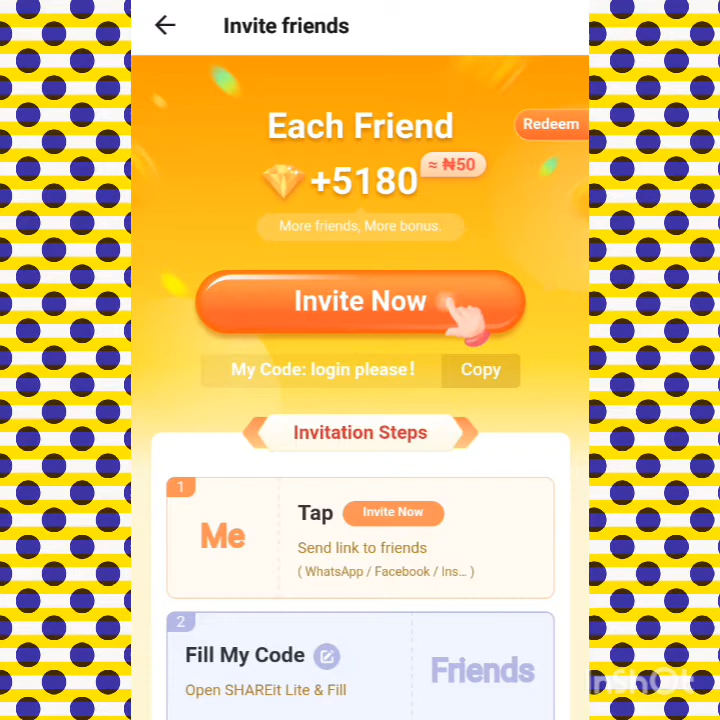 Invite friends
Each Friend
Redeem
+5180
≈ ₦50
More friends, More bonus.
Invite Now
My Code: login please!
Copy
Invitation Steps
1
Me
Tap
Invite Now
Send link to friends
( WhatsApp / Facebook / Ins... )
2
Fill My Code
Open SHAREit Lite & Fill
Friends
InShOt